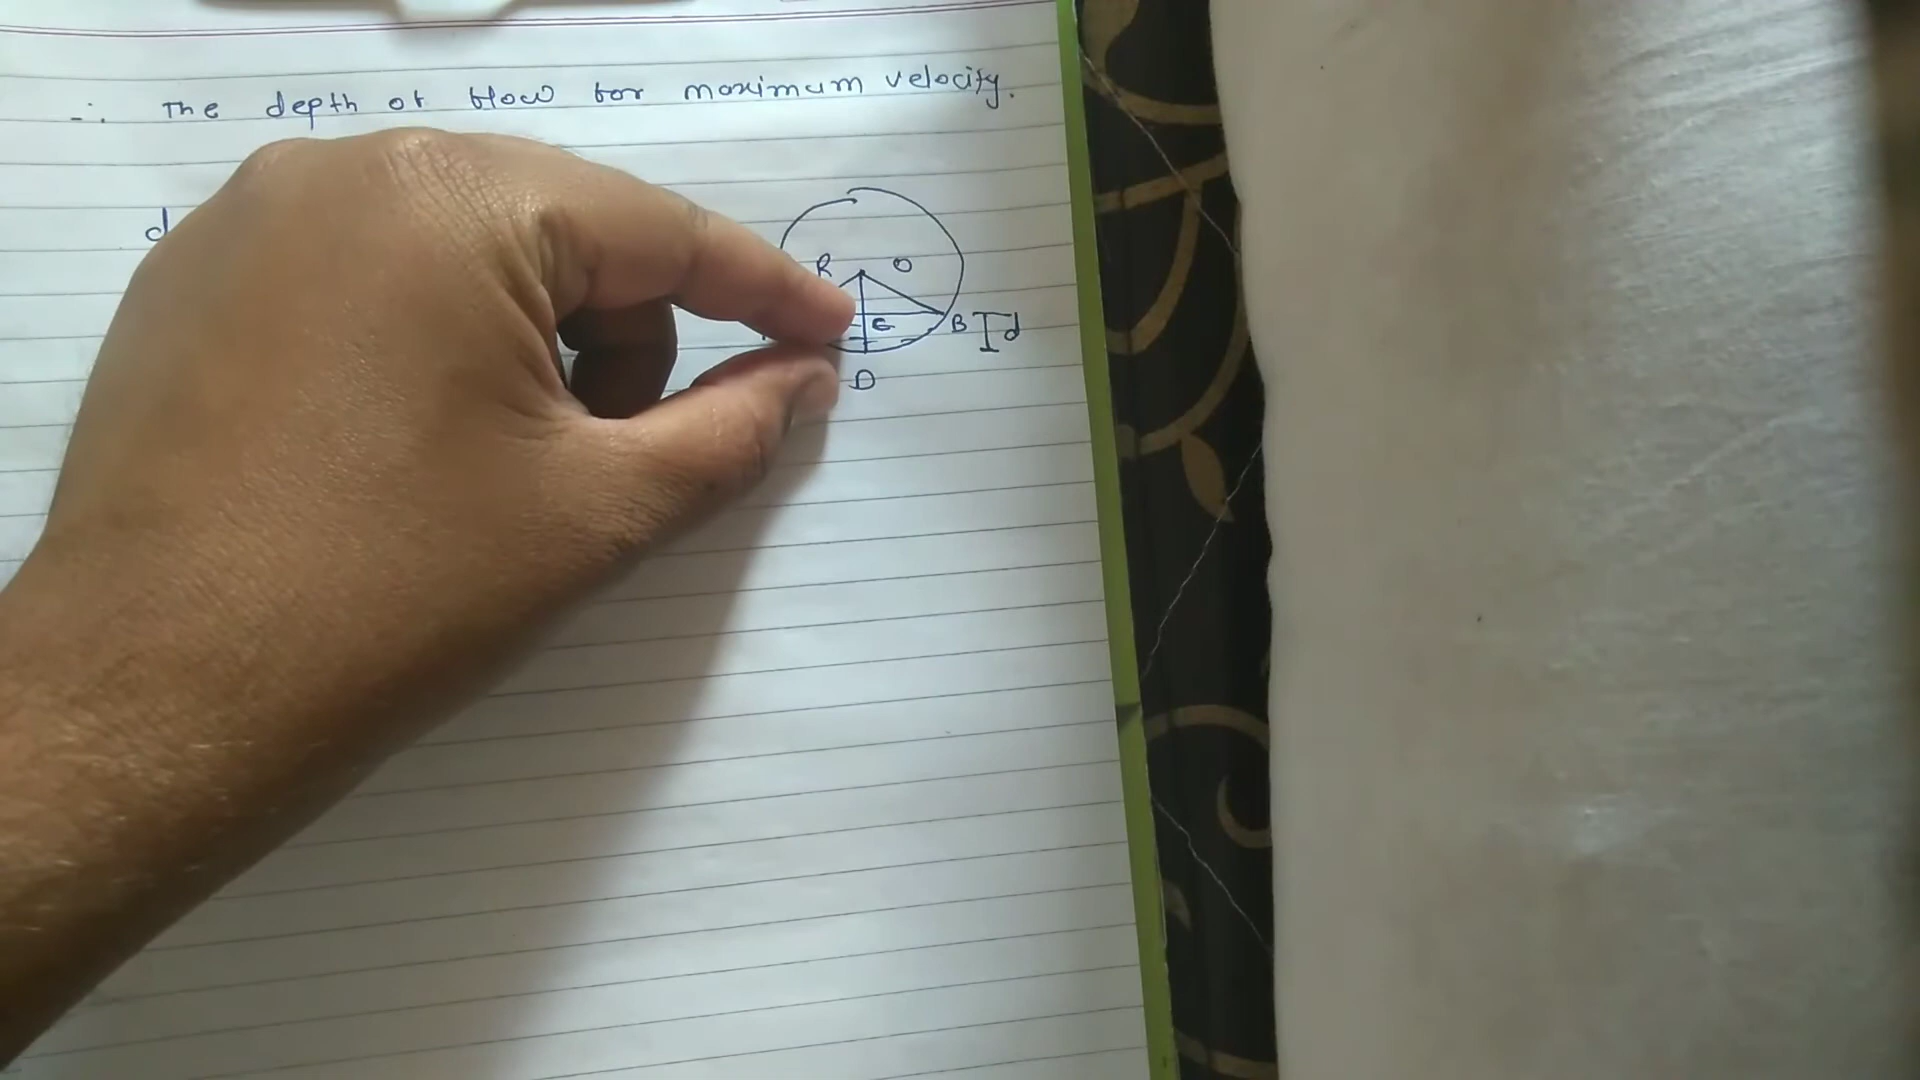 ∴ The depth of flow for maximum velocity.
d
R O
E B I d
D